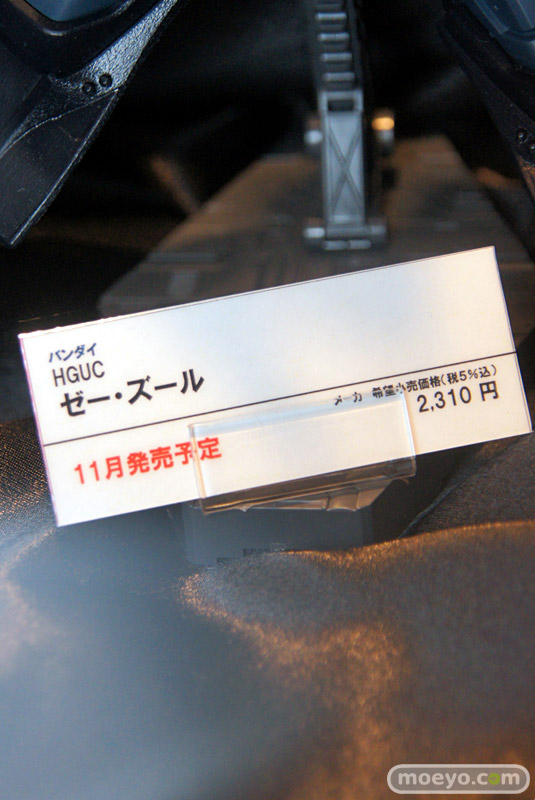 バンダイ
HGUC
ゼー・ズール
メーカー希望小売価格(税5%込)
2,310 円
11月発売予定
moeyo.com